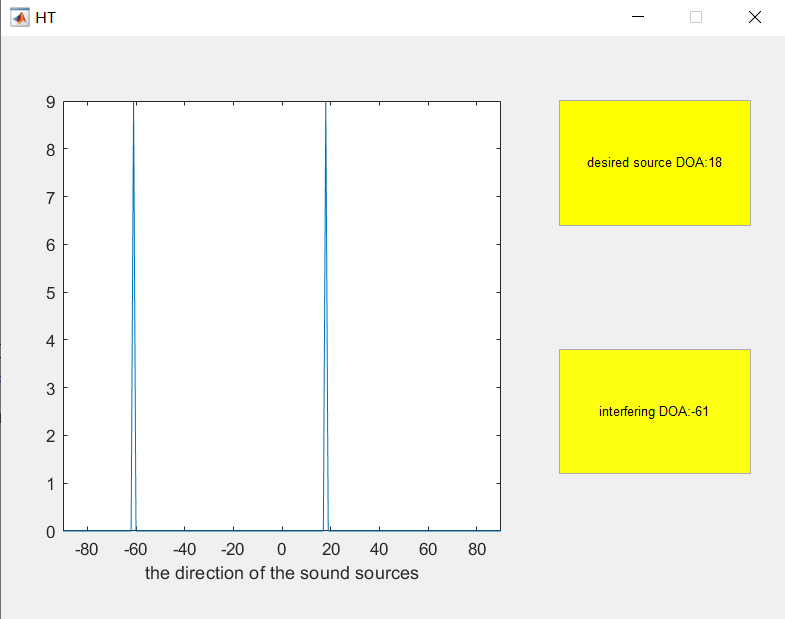 HT
9
8
7
6
5
4
3
2
1
0
-80 -60 -40 -20 0 20 40 60 80
the direction of the sound sources
desired source DOA:18
interfering DOA:-61